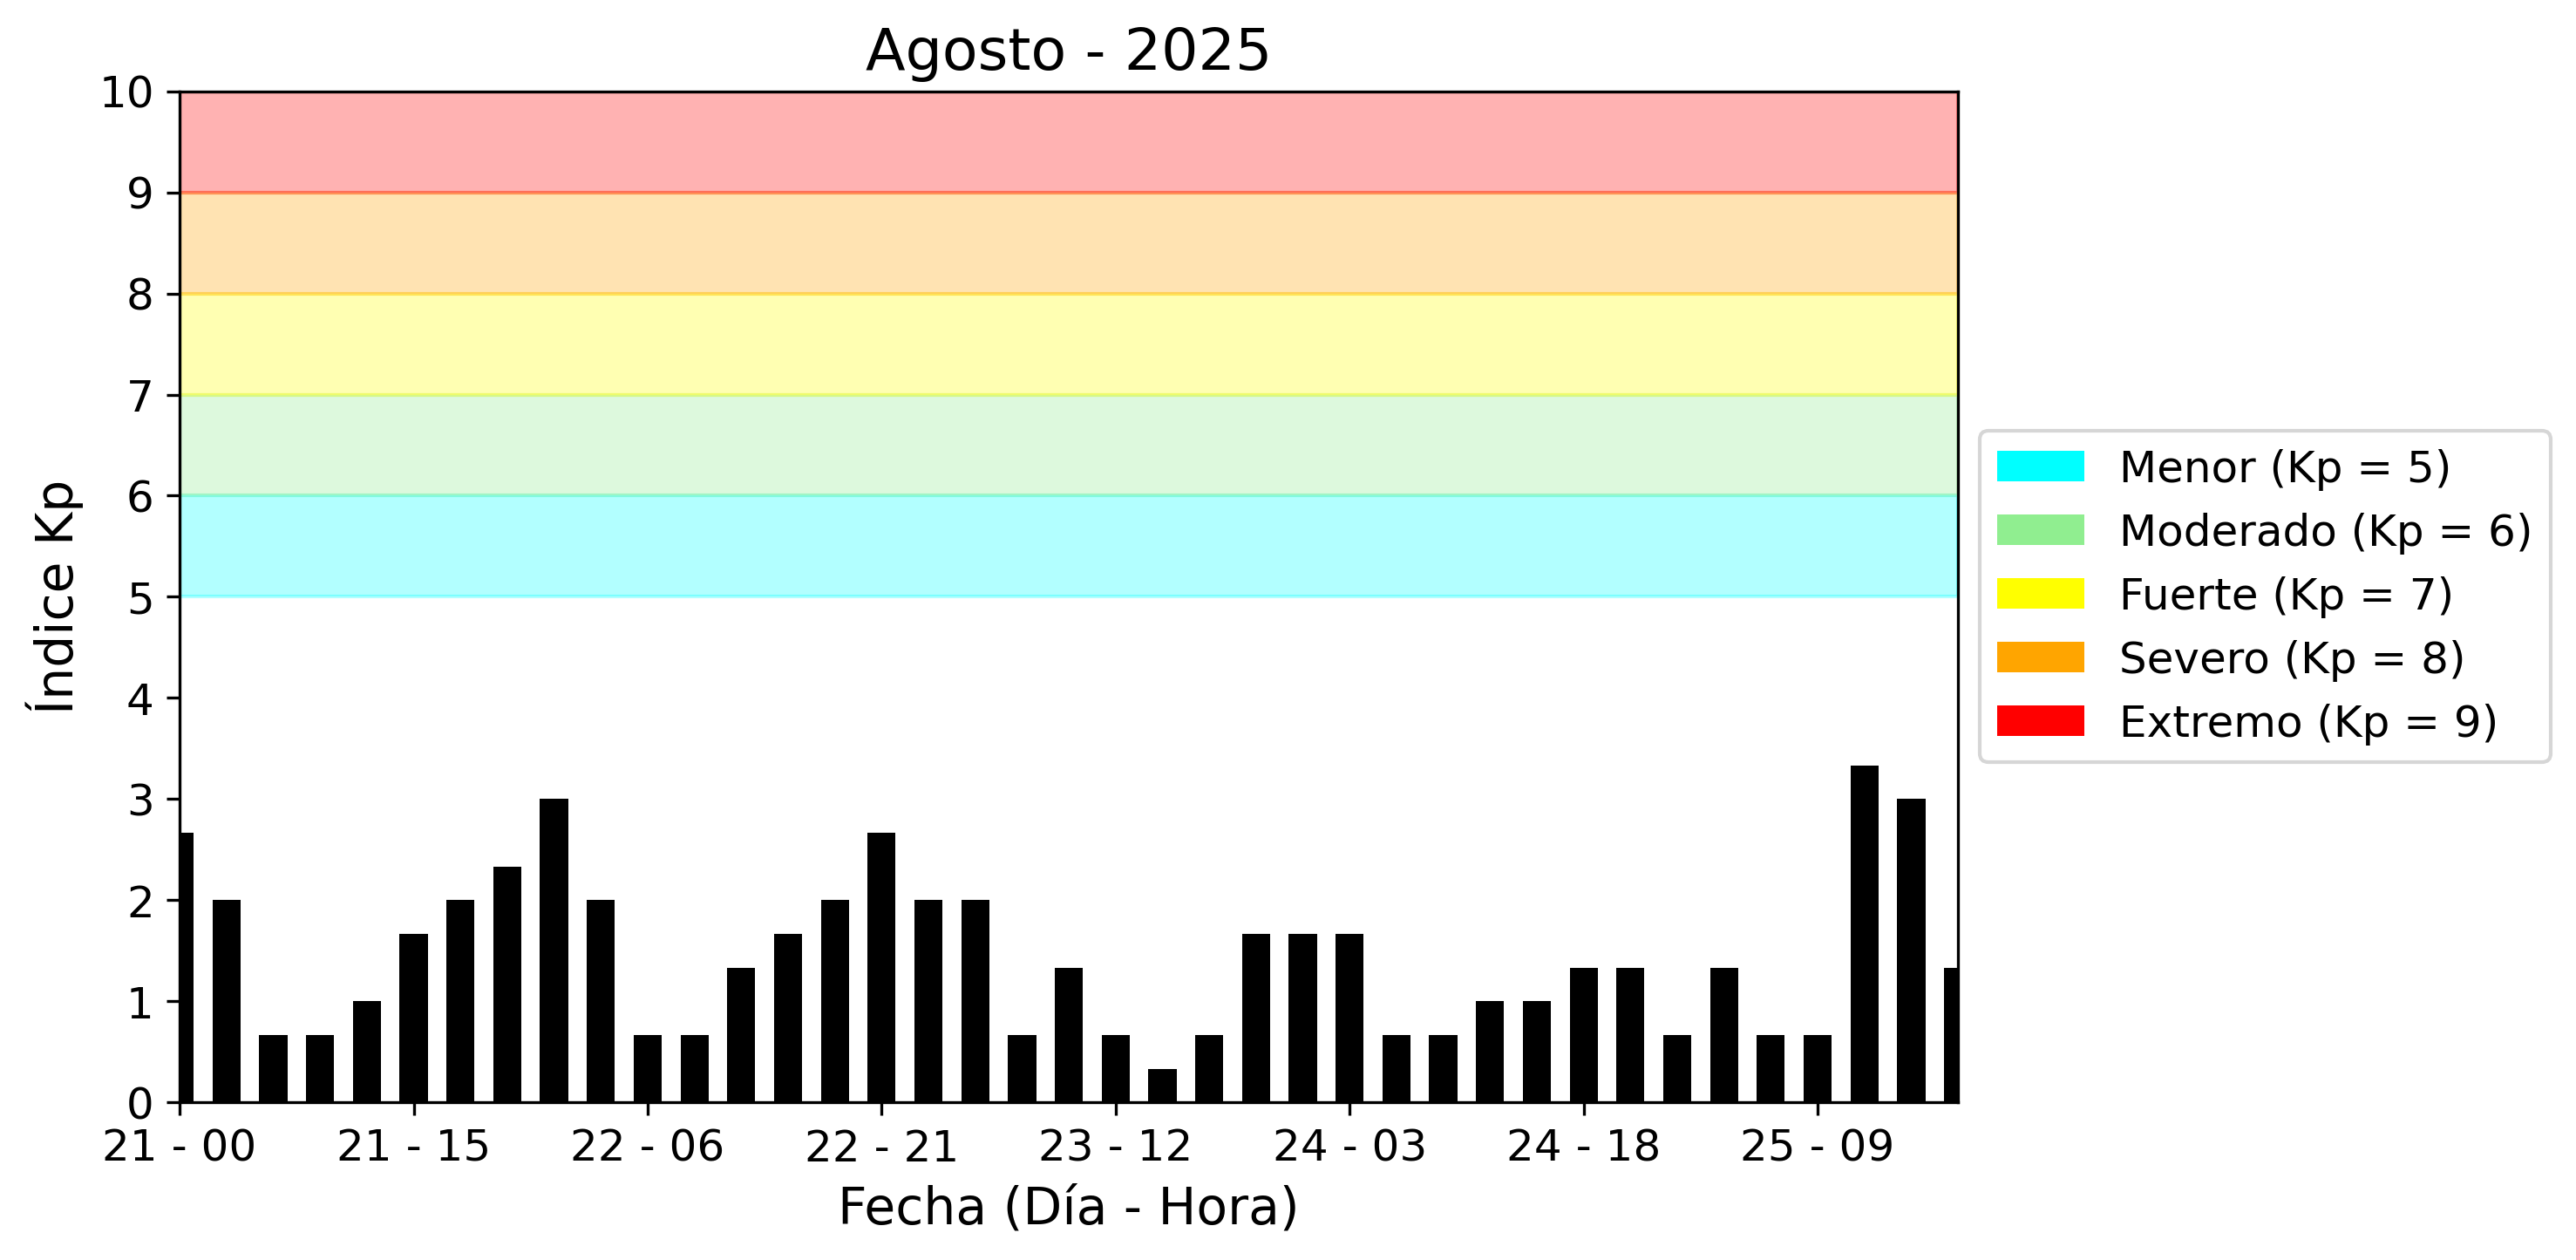 Agosto - 2025
10
9
8
7
6
5
4
3
2
1
0
Índice Kp
21 - 00
21 - 15
22 - 06
22 - 21
23 - 12
24 - 03
24 - 18
25 - 09
Fecha (Día - Hora)
Menor (Kp = 5)
Moderado (Kp = 6)
Fuerte (Kp = 7)
Severo (Kp = 8)
Extremo (Kp = 9)